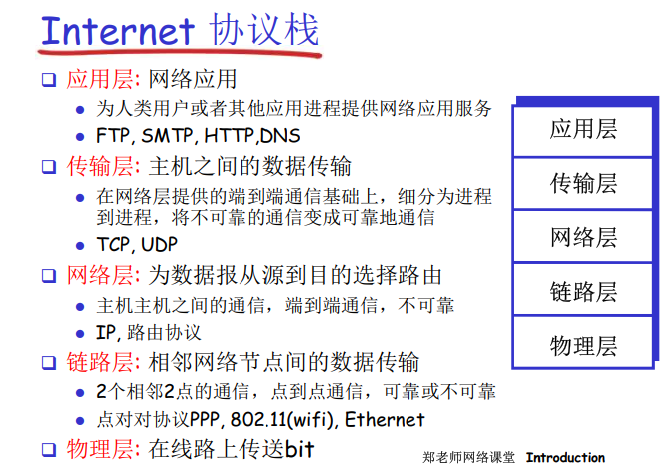 Internet 协议栈
应用层: 网络应用
为人类用户或者其他应用进程提供网络应用服务
FTP, SMTP, HTTP,DNS
传输层: 主机之间的数据传输
在网络层提供的端到端通信基础上，细分为进程
到进程，将不可靠的通信变成可靠地通信
TCP, UDP
网络层: 为数据报从源到目的选择路由
主机主机之间的通信，端到端通信，不可靠
IP, 路由协议
链路层: 相邻网络节点间的数据传输
2个相邻2点的通信，点到点通信，可靠或不可靠
点对对协议PPP, 802.11(wifi), Ethernet
物理层: 在线路上传送bit
应用层
传输层
网络层
链路层
物理层
郑老师网络课堂 Introduction